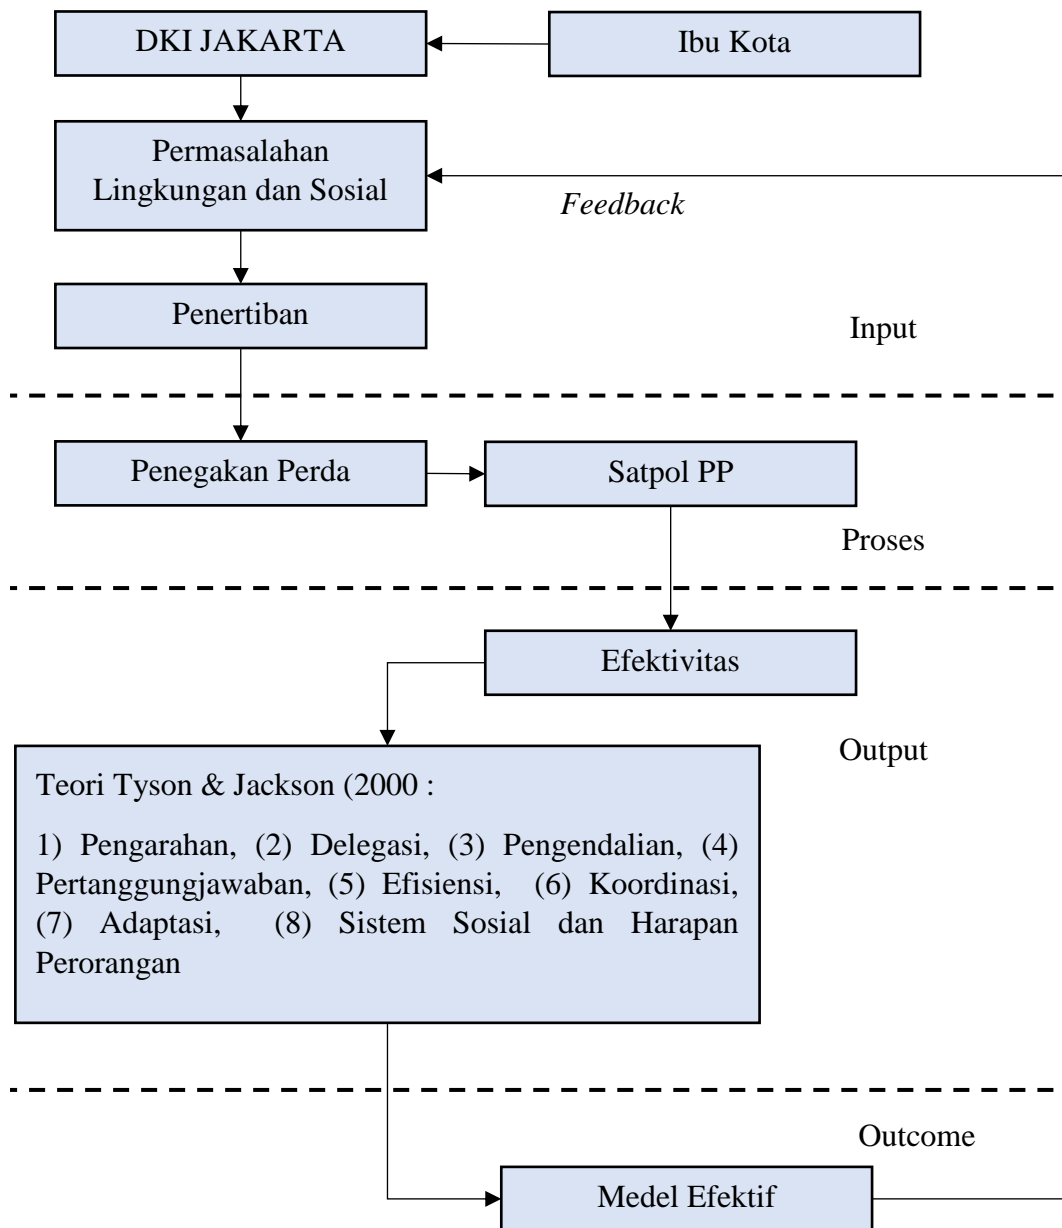 DKI JAKARTA
Ibu Kota
Permasalahan
Lingkungan dan Sosial
Feedback
Penertiban
Input
Penegakan Perda
Satpol PP
Proses
Efektivitas
Output
Teori Tyson & Jackson (2000 :
1) Pengarahan, (2) Delegasi, (3) Pengendalian, (4)
Pertanggungjawaban, (5) Efisiensi, (6) Koordinasi,
(7) Adaptasi, (8) Sistem Sosial dan Harapan
Perorangan
Outcome
Medel Efektif